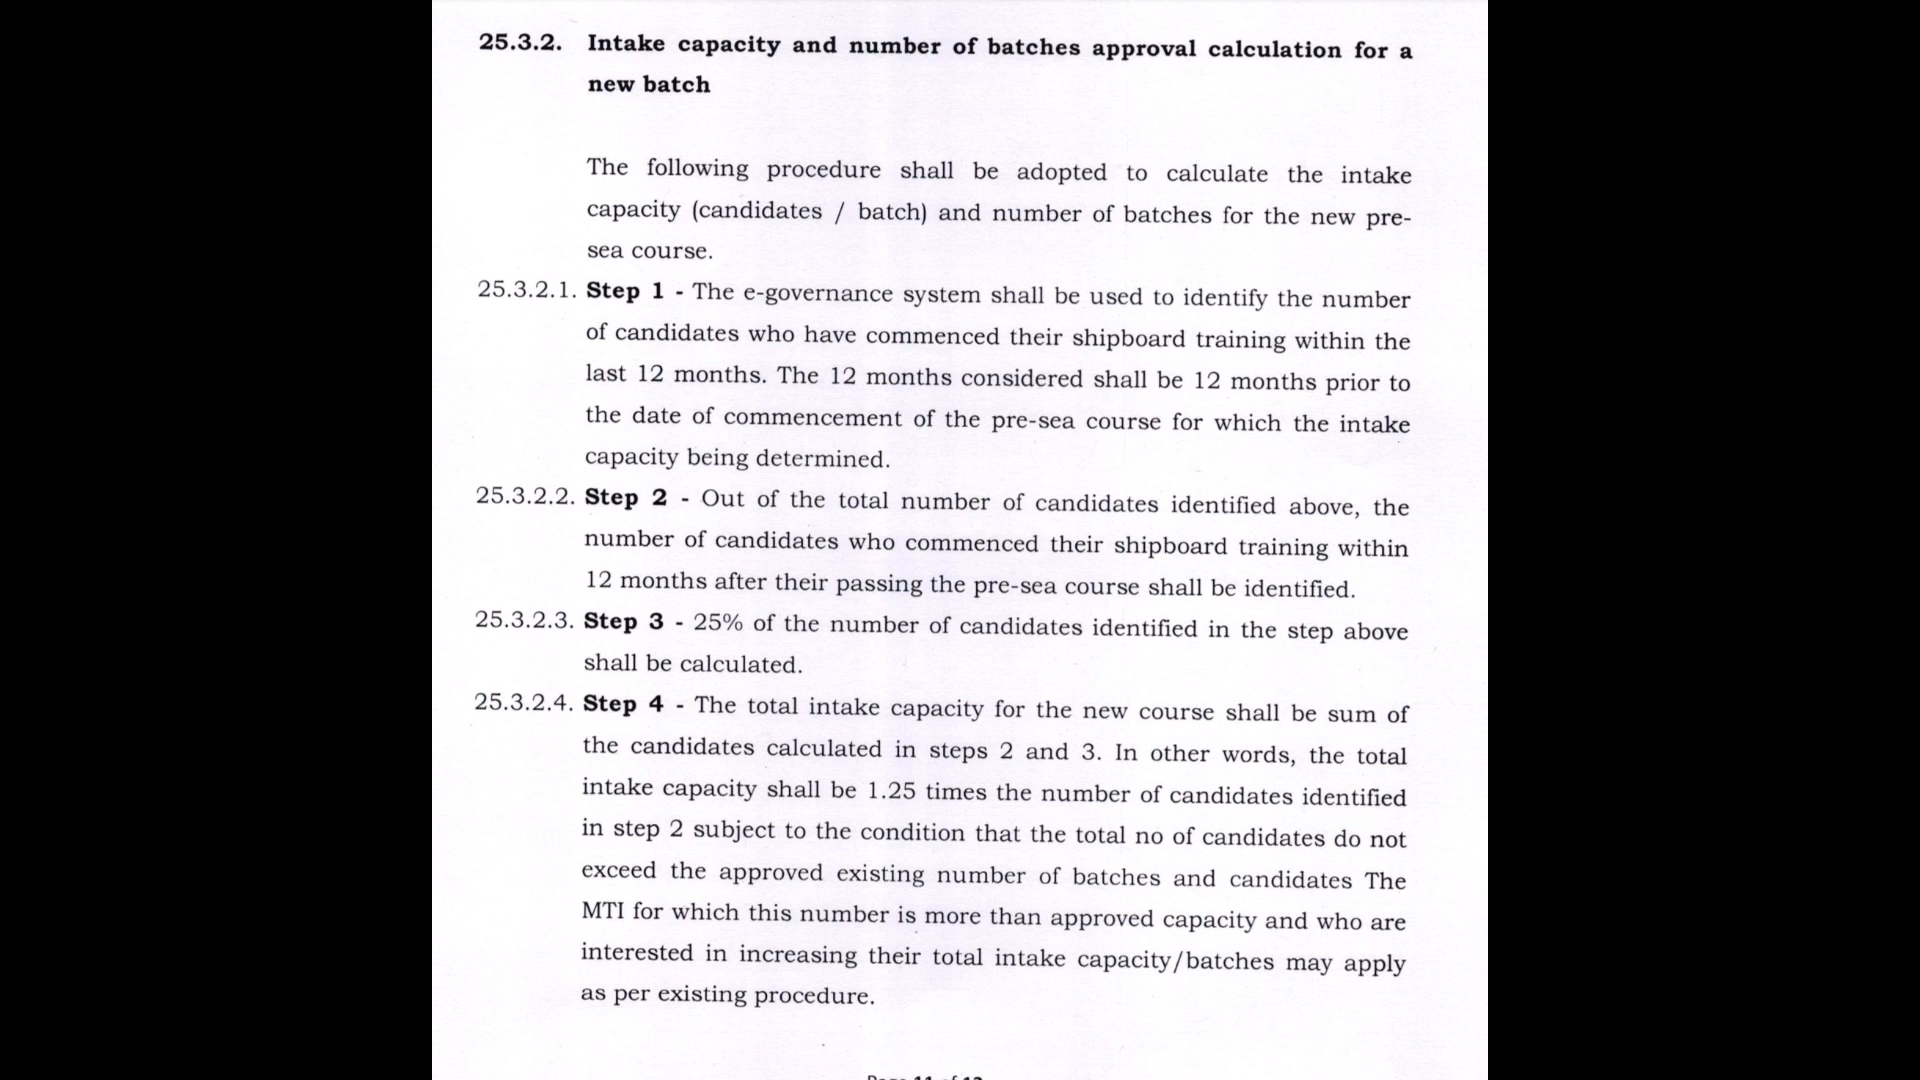 25.3.2. Intake capacity and number of batches approval calculation for a
new batch
The following procedure shall be adopted to calculate the intake
capacity (candidates / batch) and number of batches for the new pre-
sea course.
25.3.2.1. Step 1 - The e-governance system shall be used to identify the number
of candidates who have commenced their shipboard training within the
last 12 months. The 12 months considered shall be 12 months prior to
the date of commencement of the pre-sea course for which the intake
capacity being determined.
25.3.2.2. Step 2 - Out of the total number of candidates identified above, the
number of candidates who commenced their shipboard training within
12 months after their passing the pre-sea course shall be identified.
25.3.2.3. Step 3 - 25% of the number of candidates identified in the step above
shall be calculated.
25.3.2.4. Step 4 - The total intake capacity for the new course shall be sum of
the candidates calculated in steps 2 and 3. In other words, the total
intake capacity shall be 1.25 times the number of candidates identified
in step 2 subject to the condition that the total no of candidates do not
exceed the approved existing number of batches and candidates The
MTI for which this number is more than approved capacity and who are
interested in increasing their total intake capacity/batches may apply
as per existing procedure.
Page 11 of 12